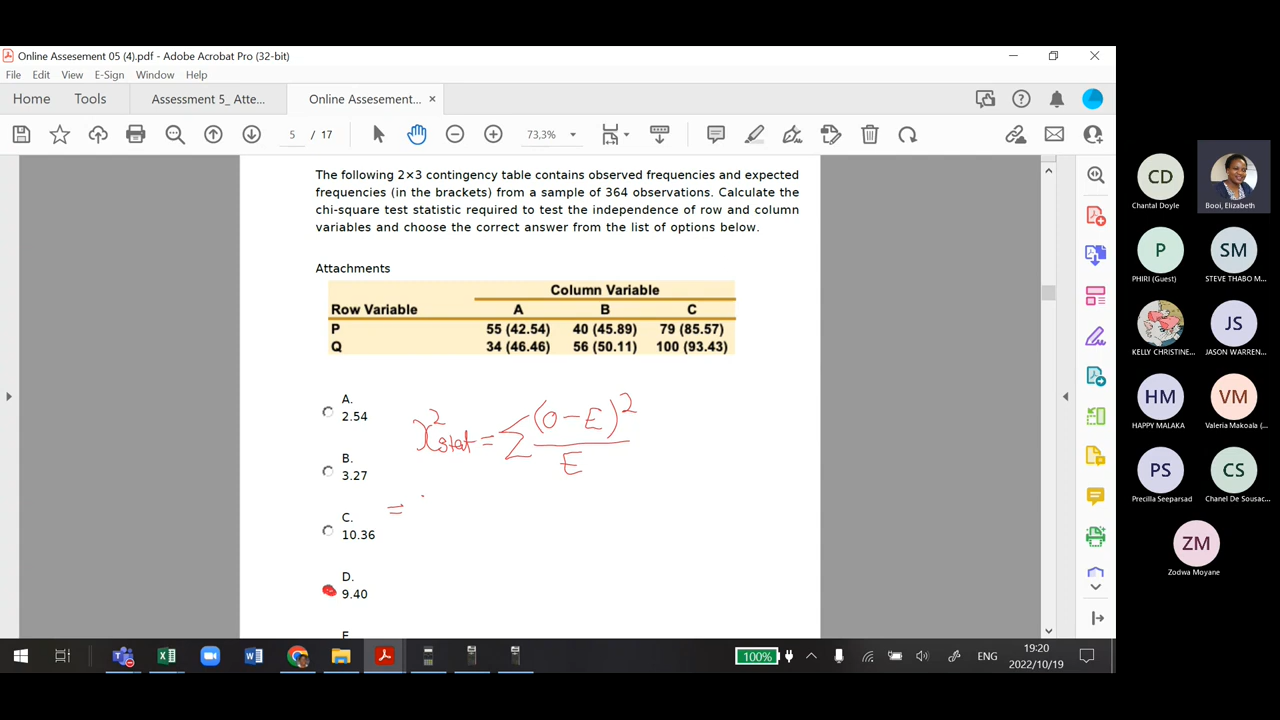 Online Assesement 05 (4).pdf - Adobe Acrobat Pro (32-bit)
File Edit View E-Sign Window Help
Home Tools Assessment 5_ Atte... Online Assesement... ×
5 / 17 73,3%
The following 2×3 contingency table contains observed frequencies and expected
frequencies (in the brackets) from a sample of 364 observations. Calculate the
chi-square test statistic required to test the independence of row and column
variables and choose the correct answer from the list of options below.
Attachments
Column Variable
Row Variable A B C
P 55 (42.54) 40 (45.89) 79 (85.57)
Q 34 (46.46) 56 (50.11) 100 (93.43)
A.
2.54
B.
3.27
C.
10.36
D.
9.40
E
χ²stat = Σ (O − E)²
E
=
CD
Chantal Doyle
Booi, Elizabeth
P
PHIRI (Guest)
SM
STEVE THABO M...
KELLY CHRISTINE...
JS
JASON WARREN...
HM
HAPPY MALAKA
VM
Valeria Makoala (...
PS
Precilla Seeparsad
CS
Chanel De Sousac...
ZM
Zodwa Moyane
100% ENG 19:20
2022/10/19